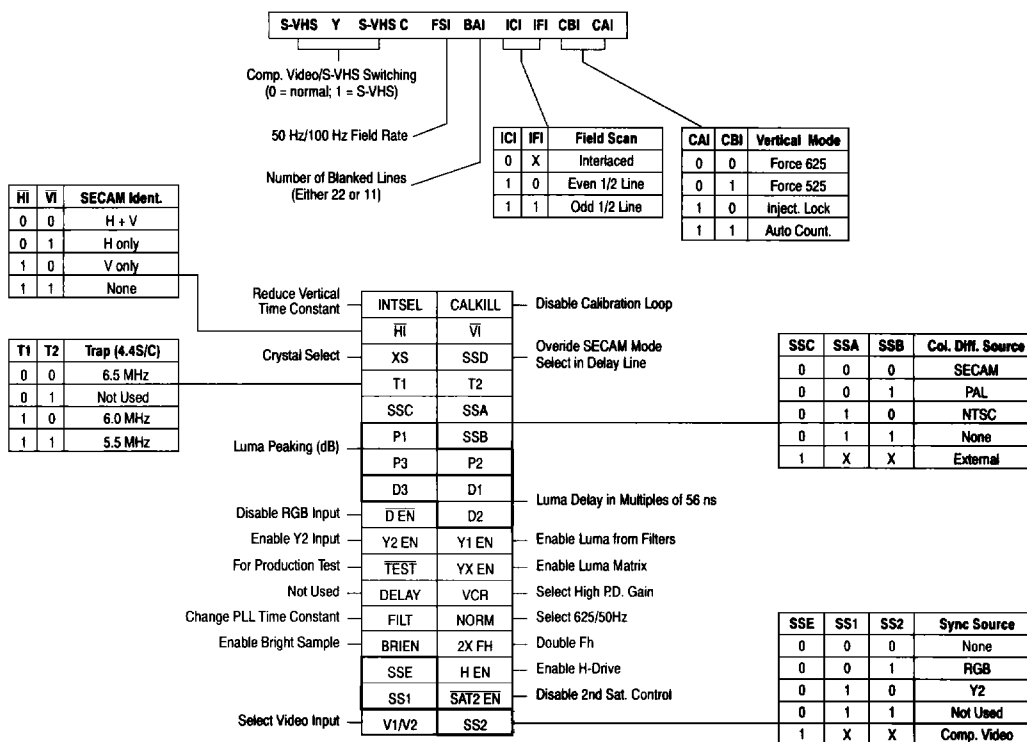 S-VHS Y S-VHS C FSI BAI ICI IFI CBI CAI
Comp. Video/S-VHS Switching
(0 = normal; 1 = S-VHS)
50 Hz/100 Hz Field Rate
Number of Blanked Lines
(Either 22 or 11)
ICI IFI Field Scan
0 X Interlaced
1 0 Even 1/2 Line
1 1 Odd 1/2 Line
CAI CBI Vertical Mode
0 0 Force 625
0 1 Force 525
1 0 Inject. Lock
1 1 Auto Count.
H̅I̅ V̅I̅ SECAM Ident.
0 0 H + V
0 1 H only
1 0 V only
1 1 None
T1 T2 Trap (4.4S/C)
0 0 6.5 MHz
0 1 Not Used
1 0 6.0 MHz
1 1 5.5 MHz
Reduce Vertical
Time Constant
INTSEL CALKILL Disable Calibration Loop
H̅I̅ V̅I̅
Crystal Select XS SSD
Overide SECAM Mode
Select in Delay Line
T1 T2
SSC SSA
P1 SSB
Luma Peaking (dB)
P3 P2
D3 D1
Luma Delay in Multiples of 56 ns
Disable RGB Input D̅ E̅N̅ D2
Enable Y2 Input Y2 EN Y1 EN Enable Luma from Filters
For Production Test T̅E̅S̅T̅ YX EN Enable Luma Matrix
Not Used DELAY VCR Select High P.D. Gain
Change PLL Time Constant FILT NORM Select 625/50Hz
Enable Bright Sample BRIEN 2X FH Double Fh
SSE H EN Enable H-Drive
SS1 S̅A̅T̅2̅ E̅N̅ Disable 2nd Sat. Control
Select Video Input V1/V2 SS2
SSC SSA SSB Col. Diff. Source
0 0 0 SECAM
0 0 1 PAL
0 1 0 NTSC
0 1 1 None
1 X X External
SSE SS1 SS2 Sync Source
0 0 0 None
0 0 1 RGB
0 1 0 Y2
0 1 1 Not Used
1 X X Comp. Video